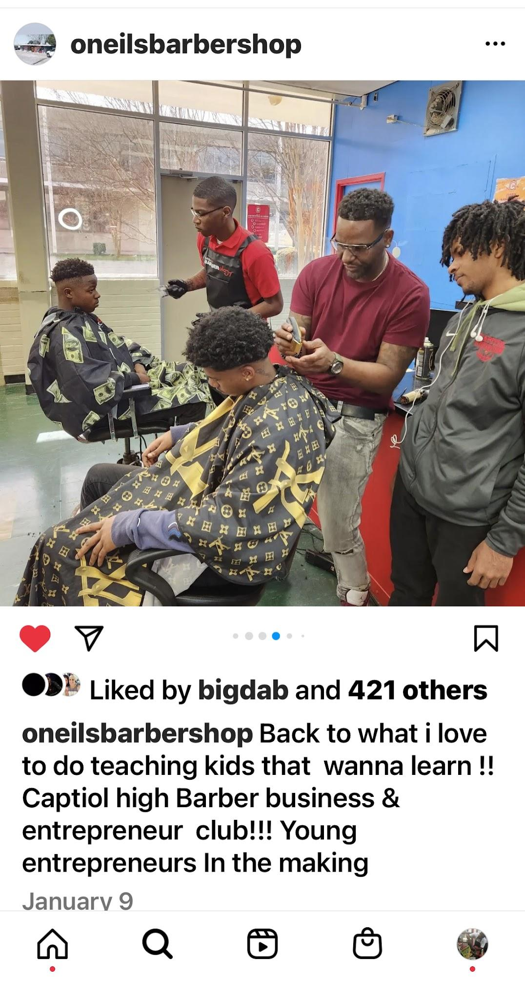 oneilsbarbershop
BARBERology
Liked by bigdab and 421 others
oneilsbarbershop Back to what i love
to do teaching kids that  wanna learn !!
Captiol high Barber business &
entrepreneur  club!!! Young
entrepreneurs In the making
January 9